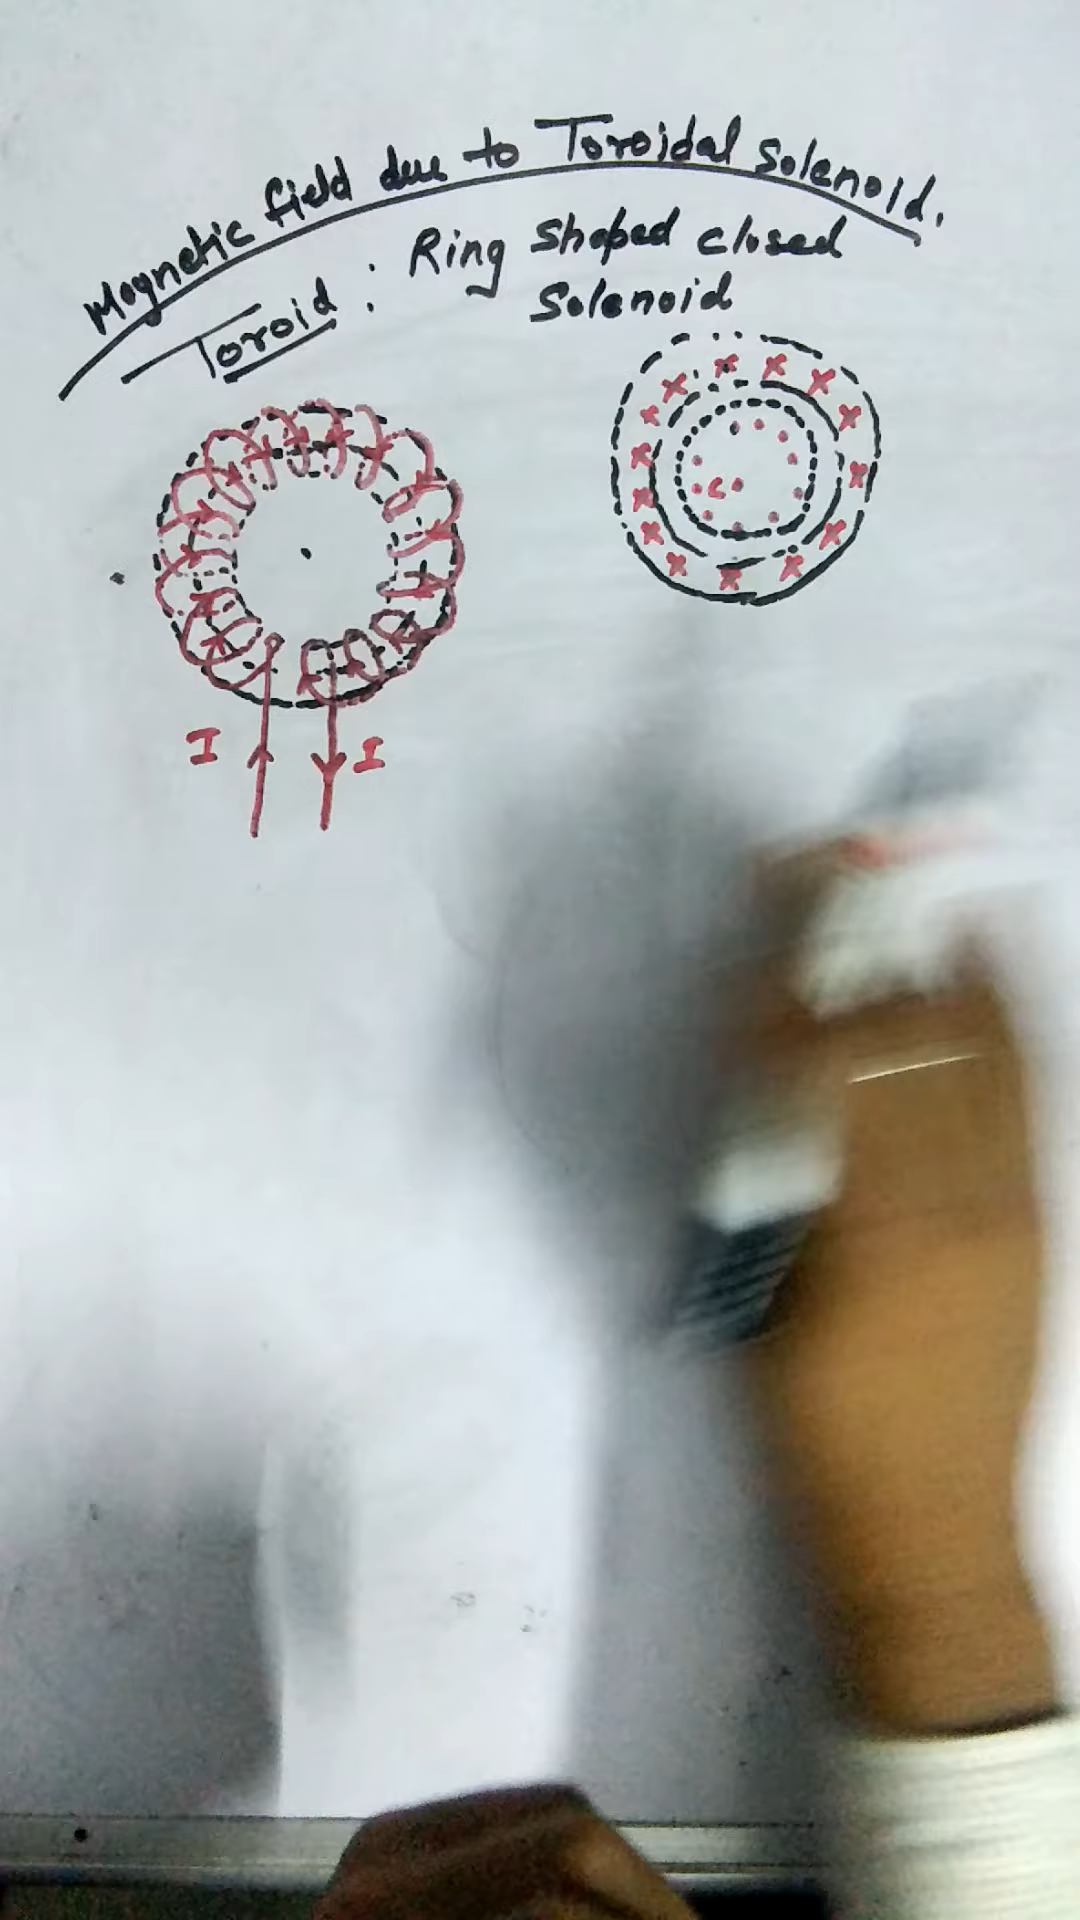 Magnetic field due to Toroidal Solenoid.
Toroid : Ring shaped closed
Solenoid
I I
c